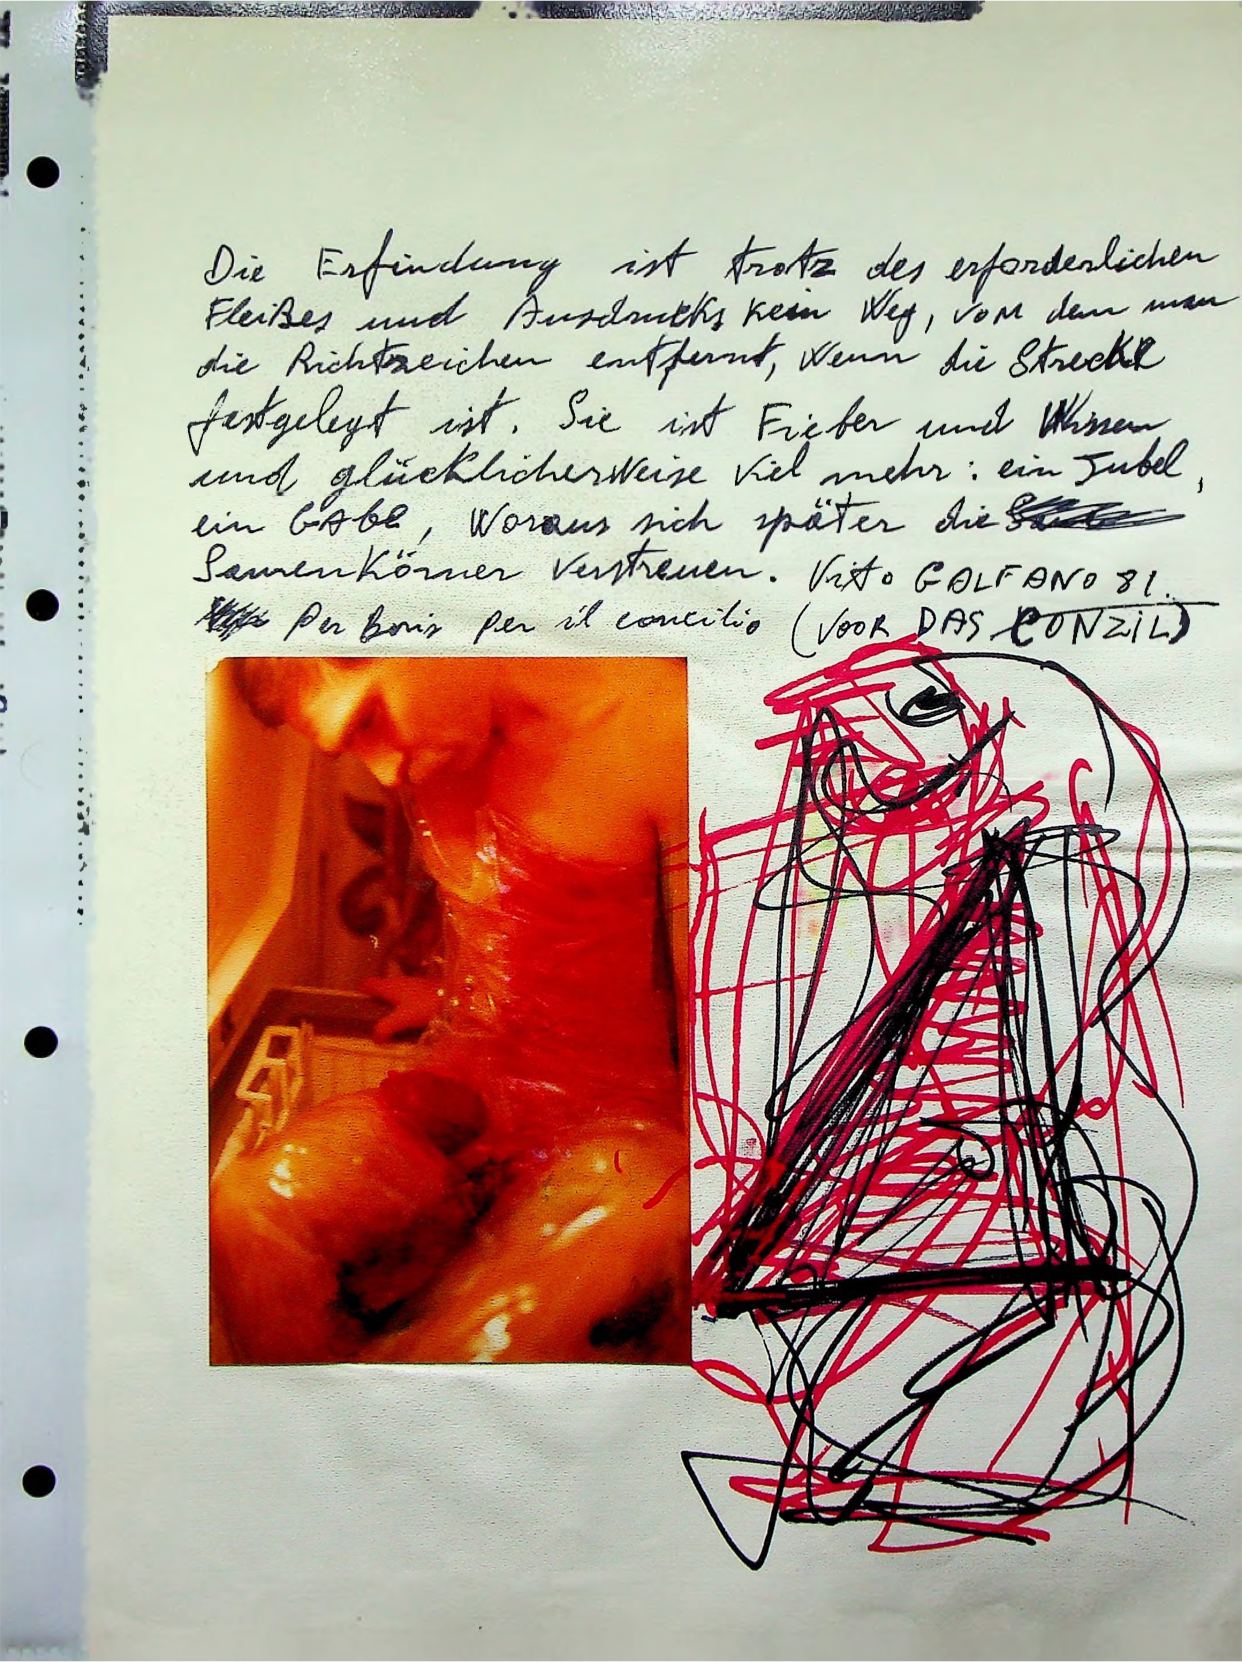 Die Erfindung ist trotz des erforderlichen
Fleißes und Ausdrucks kein Weg, vom dem man
die Richtzeichen entfernt, wenn die Strecke
festgelegt ist. Sie ist Fieber und Wissen
und glücklicherweise viel mehr: ein Jubel,
ein GAbe, Woraus sich später die
Samenkörner verstreuen. Vito GALFANO 81.
Per Boris per il concilio (VOOR DAS CONZIL)